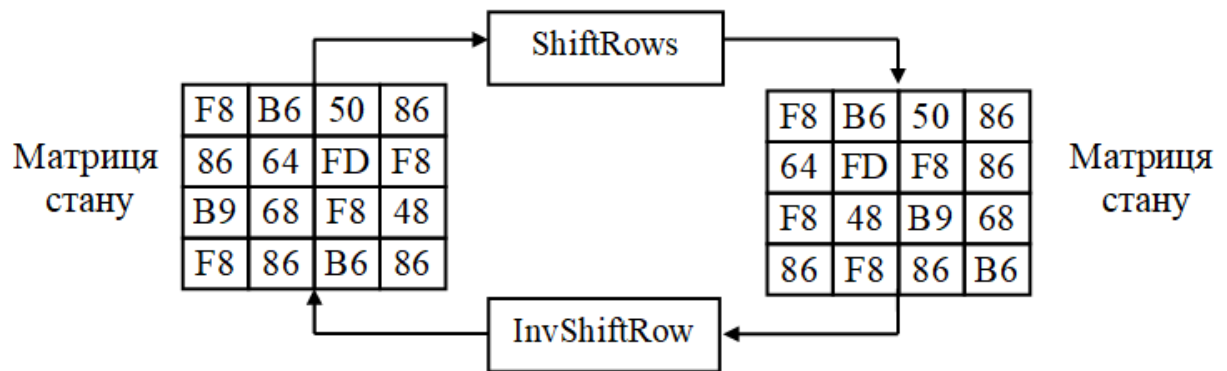 ShiftRows
Матриця
стану
F8 B6 50 86
86 64 FD F8
B9 68 F8 48
F8 86 B6 86
F8 B6 50 86
64 FD F8 86
F8 48 B9 68
86 F8 86 B6
Матриця
стану
InvShiftRow